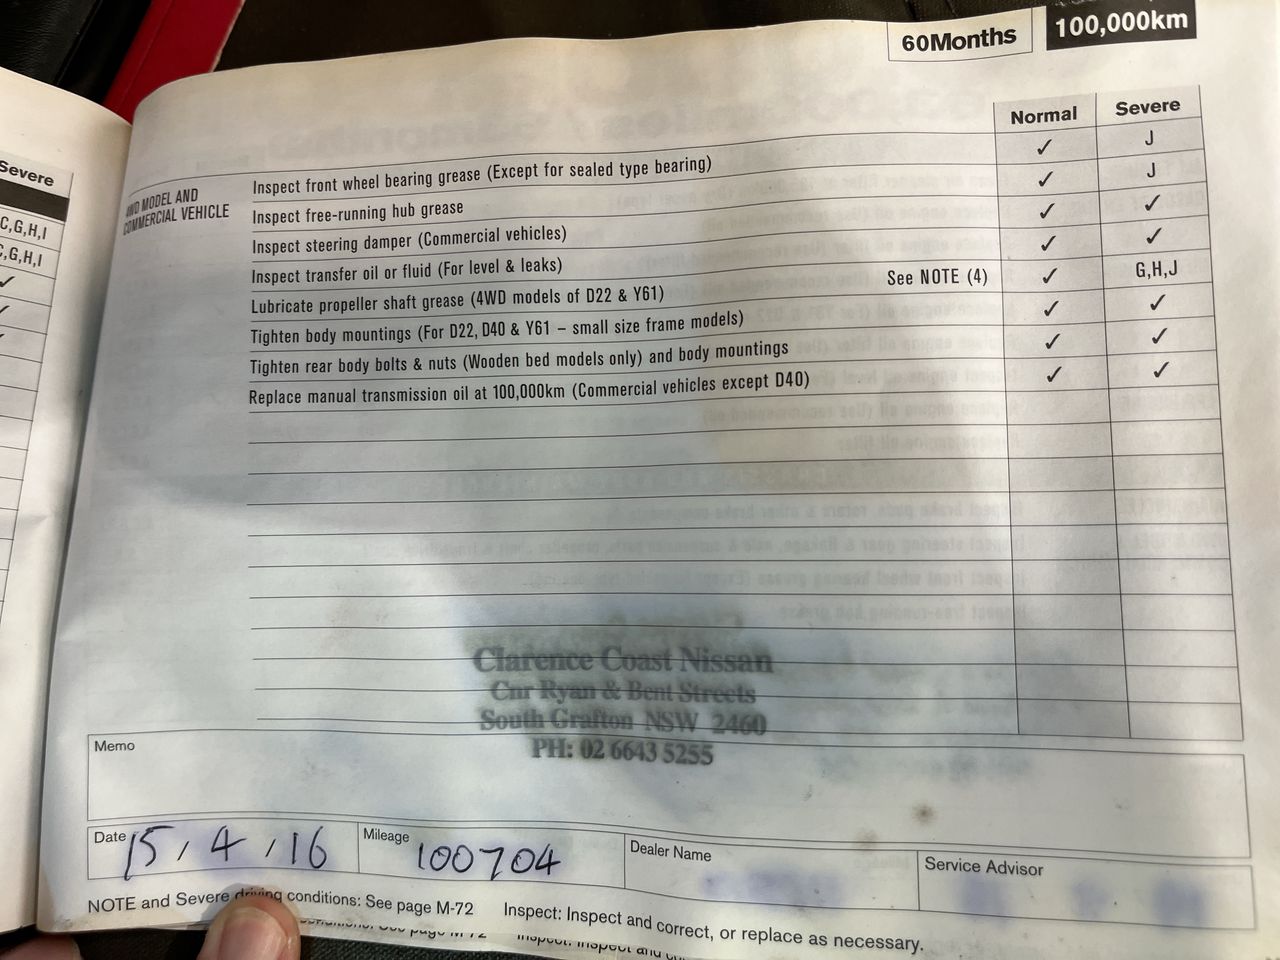 60Months 100,000km
Normal Severe
4WD MODEL AND
COMMERCIAL VEHICLE
Inspect front wheel bearing grease (Except for sealed type bearing) ✓ J
Inspect free-running hub grease ✓ J
Inspect steering damper (Commercial vehicles) ✓ ✓
Inspect transfer oil or fluid (For level & leaks) ✓ ✓
Lubricate propeller shaft grease (4WD models of D22 & Y61) See NOTE (4) ✓ G,H,J
Tighten body mountings (For D22, D40 & Y61 – small size frame models) ✓ ✓
Tighten rear body bolts & nuts (Wooden bed models only) and body mountings ✓ ✓
Replace manual transmission oil at 100,000km (Commercial vehicles except D40) ✓ ✓
Clarence Coast Nissan
Cnr Ryan & Bent Streets
South Grafton NSW 2460
PH: 02 6643 5255
Memo
Date 15/4/16 Mileage 100704 Dealer Name Service Advisor
NOTE and Severe driving conditions: See page M-72 Inspect: Inspect and correct, or replace as necessary.
Severe
C,G,H,I
C,G,H,I
✓